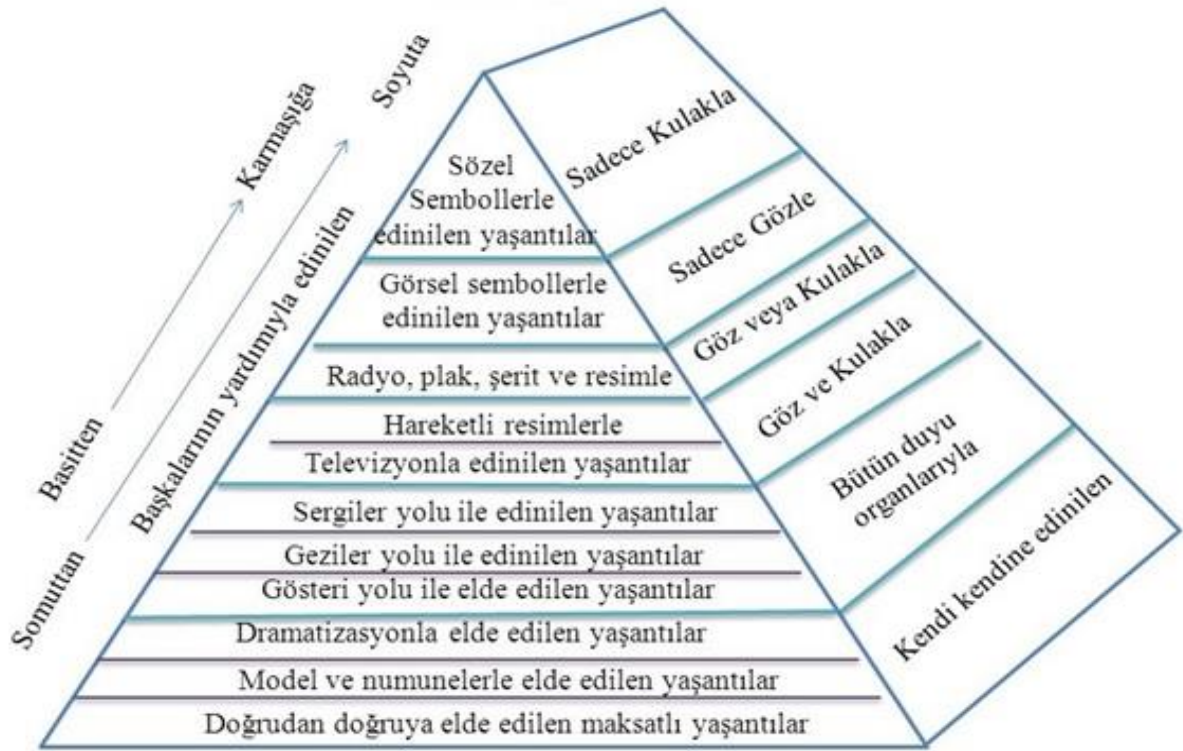 Somuttan
Soyuta
Basitten
Karmaşığa
Başkalarının yardımıyla edinilen
Sözel
Sembollerle
edinilen yaşantılar
Görsel sembollerle
edinilen yaşantılar
Radyo, plak, şerit ve resimle
Hareketli resimlerle
Televizyonla edinilen yaşantılar
Sergiler yolu ile edinilen yaşantılar
Geziler yolu ile edinilen yaşantılar
Gösteri yolu ile elde edilen yaşantılar
Dramatizasyonla elde edilen yaşantılar
Model ve numunelerle elde edilen yaşantılar
Doğrudan doğruya elde edilen maksatlı yaşantılar
Sadece Kulakla
Sadece Gözle
Göz veya Kulakla
Göz ve Kulakla
Bütün duyu
organlarıyla
Kendi kendine edinilen